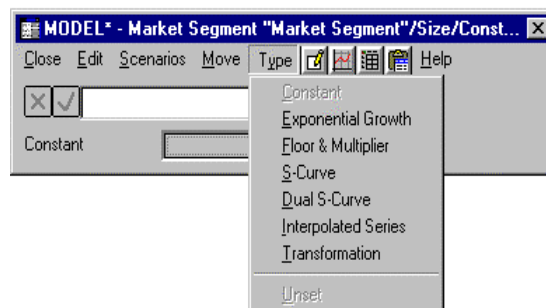 MODEL* - Market Segment "Market Segment"/Size/Const...
Close Edit Scenarios Move Type Help
Constant
Constant
Exponential Growth
Floor & Multiplier
S-Curve
Dual S-Curve
Interpolated Series
Transformation
Unset